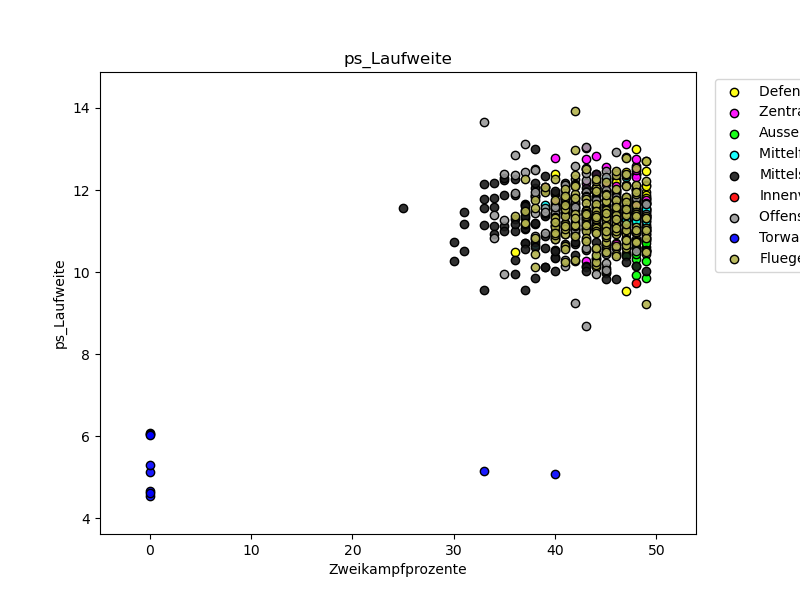 ps_Laufweite
14
12
10
8
6
4
ps_Laufweite
0 10 20 30 40 50
Zweikampfprozente
Defen
Zentra
Ausse
Mittelf
Mittels
Innenv
Offens
Torwa
Fluege